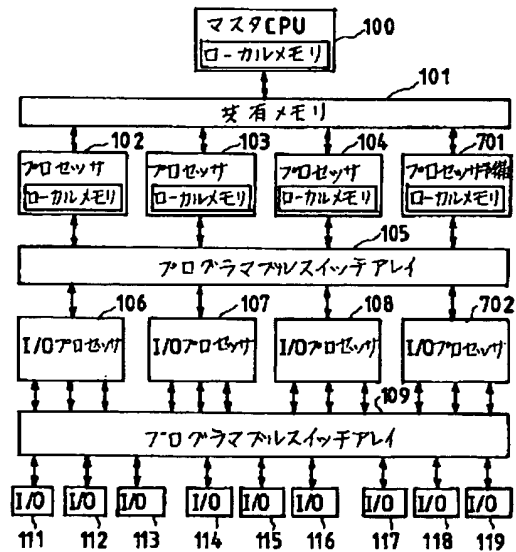 マスタCPU
ローカルメモリ
100
101
共有メモリ
102
103
104
701
プロセッサ
プロセッサ
プロセッサ
プロセッサ予備
ローカルメモリ
ローカルメモリ
ローカルメモリ
ローカルメモリ
105
プログラマブルスイッチアレイ
106
107
108
702
I/Oプロセッサ
I/Oプロセッサ
I/Oプロセッサ
I/Oプロセッサ
109
プログラマブルスイッチアレイ
I/O
I/O
I/O
I/O
I/O
I/O
I/O
I/O
I/O
111
112
113
114
115
116
117
118
119